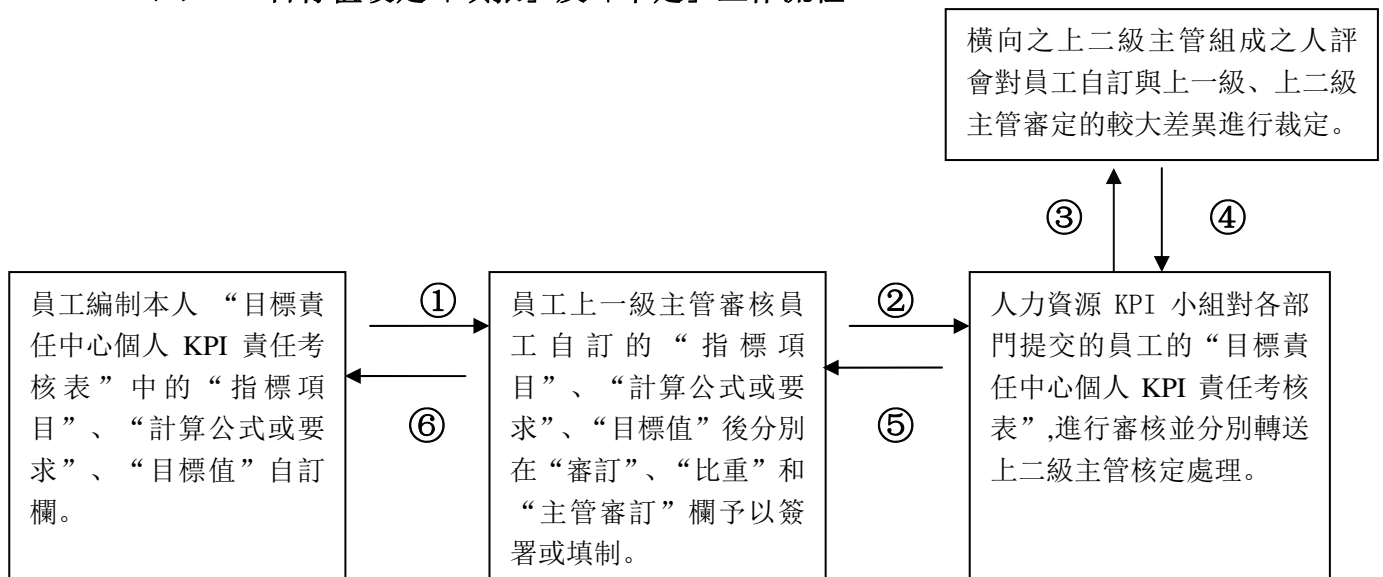 橫向之上二級主管組成之人評
會對員工自訂與上一級、上二級
主管審定的較大差異進行裁定。
③ ④
員工編制本人 “目標責
任中心個人 KPI 責任考
核表”中的“指標項
目”、“計算公式或要
求”、“目標值”自訂
欄。
①
⑥
員工上一級主管審核員
工自訂的“指標項
目”、“計算公式或要
求”、“目標值”後分別
在“審訂”、“比重”和
“主管審訂”欄予以簽
署或填制。
②
⑤
人力資源 KPI 小組對各部
門提交的員工的“目標責
任中心個人 KPI 責任考核
表”,進行審核並分別轉送
上二級主管核定處理。